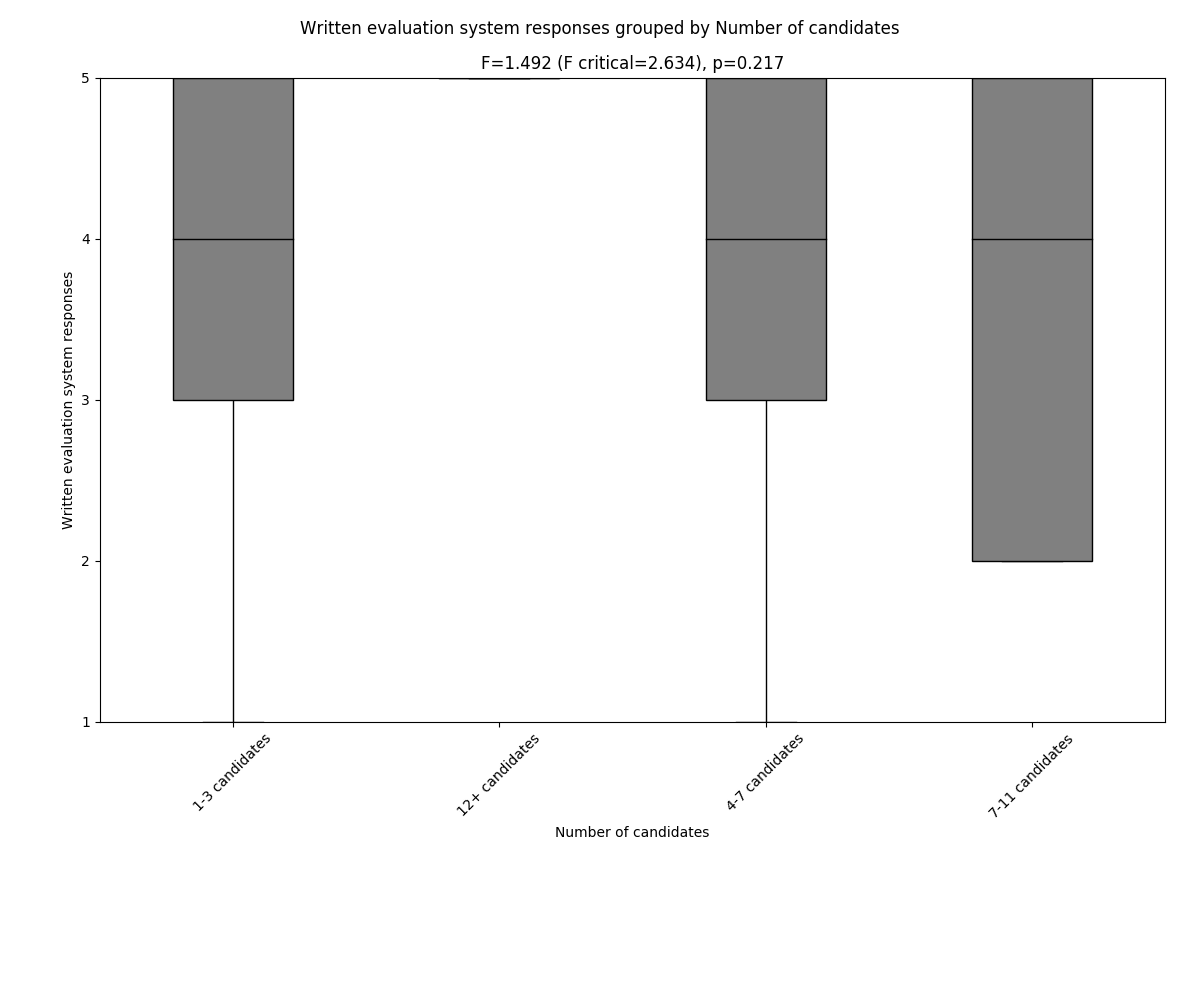 Written evaluation system responses grouped by Number of candidates
F=1.492 (F critical=2.634), p=0.217
5
4
3
2
1
Written evaluation system responses
1-3 candidates
12+ candidates
4-7 candidates
7-11 candidates
Number of candidates